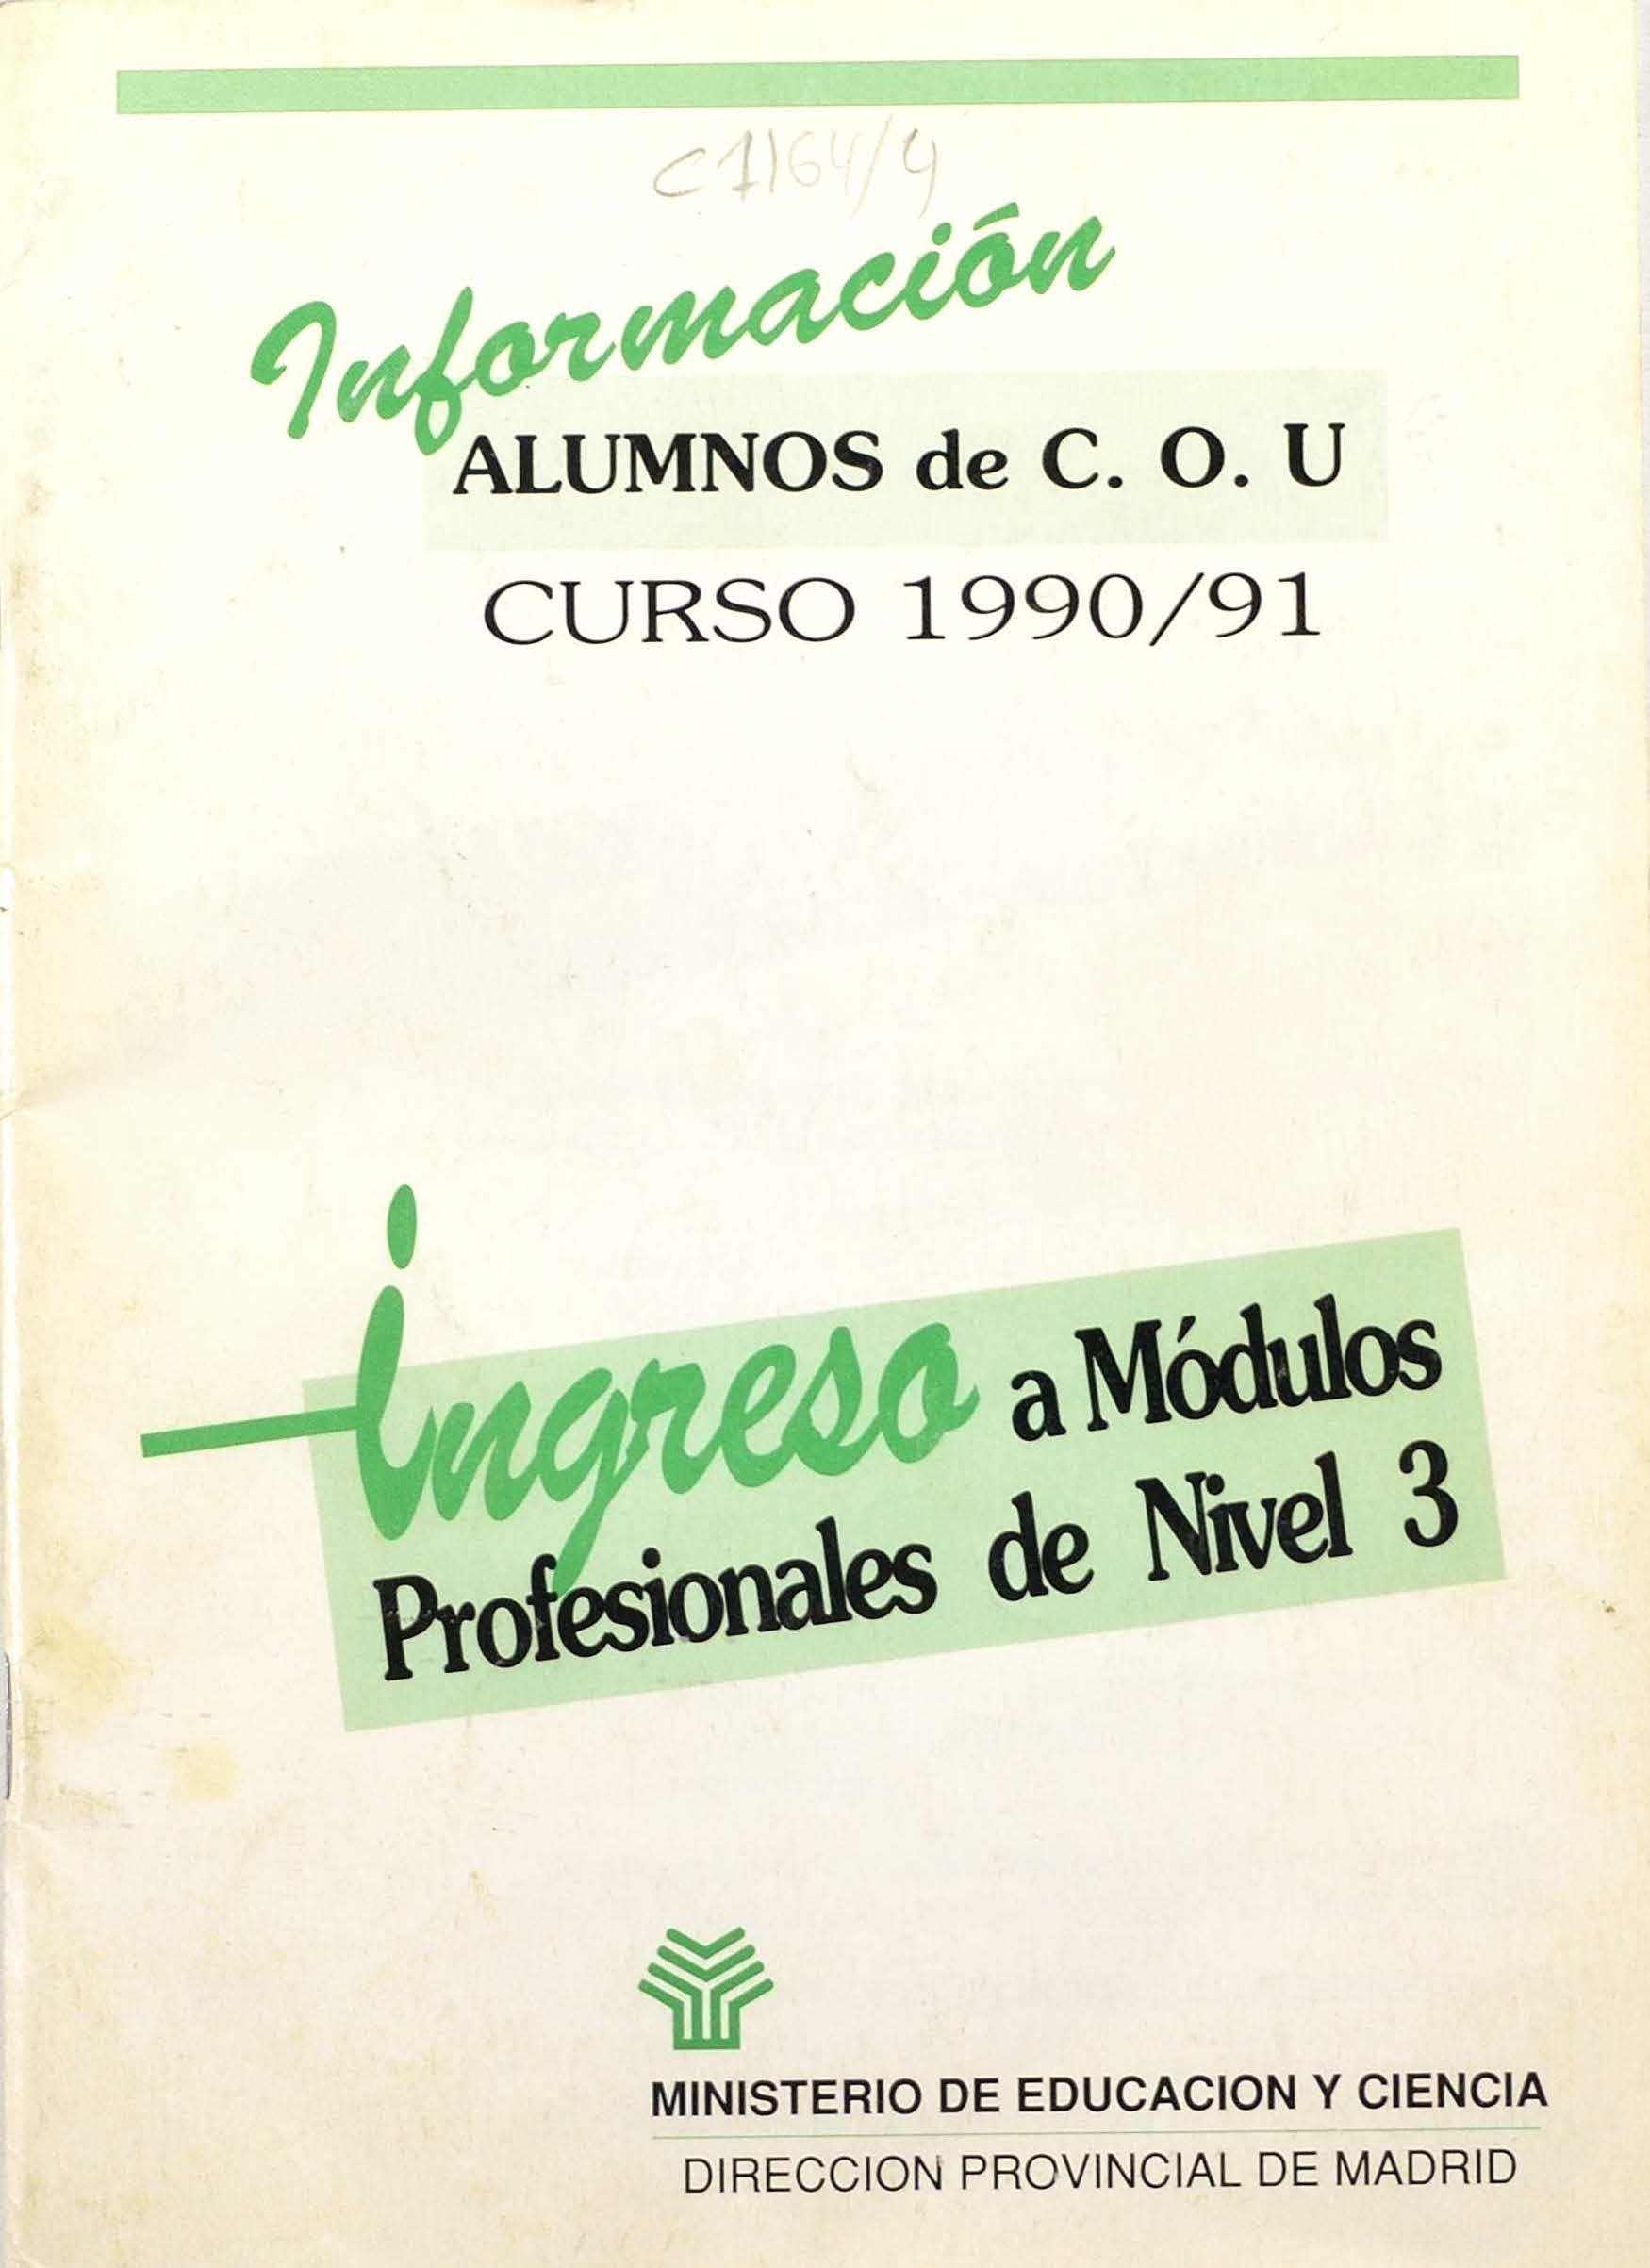 C1164/4
Información
ALUMNOS de C. O. U
CURSO 1990/91
ingreso a Módulos
Profesionales de Nivel 3
MINISTERIO DE EDUCACION Y CIENCIA
DIRECCION PROVINCIAL DE MADRID